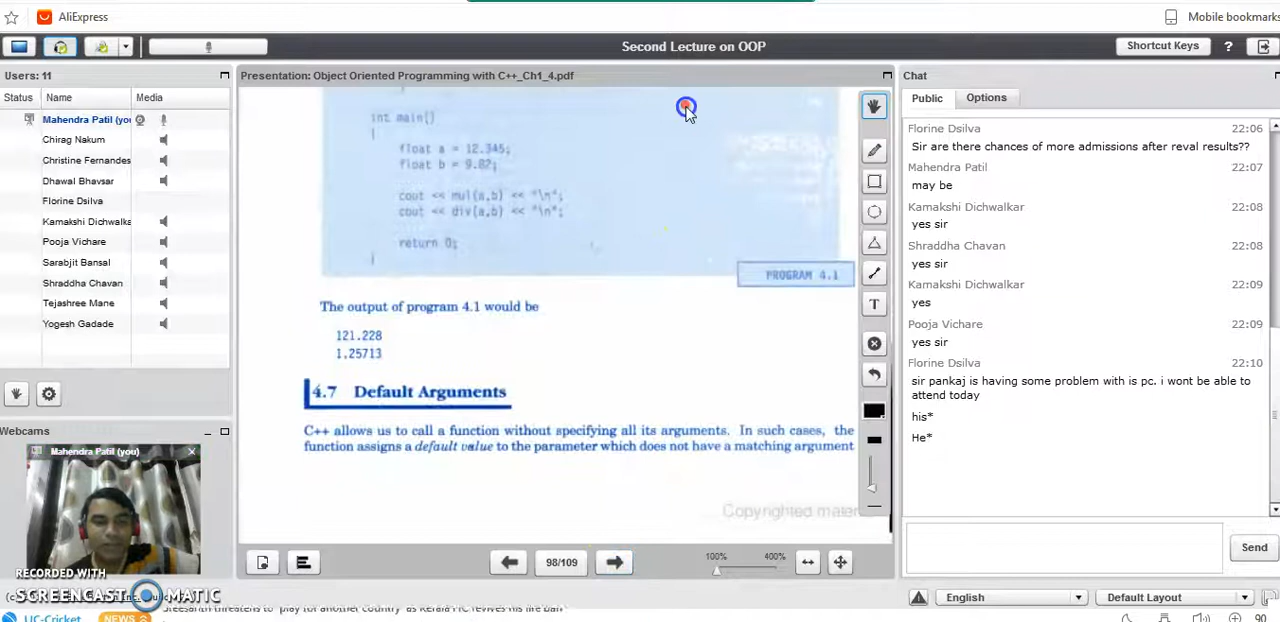 AliExpress
Mobile bookmarks
Second Lecture on OOP
Shortcut Keys
?
Users: 11
Status Name Media
Mahendra Patil (you
Chirag Nakum
Christine Fernandes
Dhawal Bhavsar
Florine Dsilva
Kamakshi Dichwalka
Pooja Vichare
Sarabjit Bansal
Shraddha Chavan
Tejashree Mane
Yogesh Gadade
Webcams
Mahendra Patil (you)
RECORDED WITH
SCREENCAST MATIC
Presentation: Object Oriented Programming with C++_Ch1_4.pdf
int main()
{
float a = 12.345;
float b = 9.82;
cout << mul(a,b) << "\n";
cout << div(a,b) << "\n";
return 0;
}
PROGRAM 4.1
The output of program 4.1 would be
121.228
1.25713
4.7 Default Arguments
C++ allows us to call a function without specifying all its arguments. In such cases, the
function assigns a default value to the parameter which does not have a matching argument
Copyrighted mater
T
98/109
100% 400%
Chat
Public Options
Florine Dsilva 22:06
Sir are there chances of more admissions after reval results??
Mahendra Patil 22:07
may be
Kamakshi Dichwalkar 22:08
yes sir
Shraddha Chavan 22:08
yes sir
Kamakshi Dichwalkar 22:09
yes
Pooja Vichare 22:09
yes sir
Florine Dsilva 22:10
sir pankaj is having some problem with is pc. i wont be able to
attend today
his*
He*
Send
English Default Layout
UC-Cricket NEWS
90